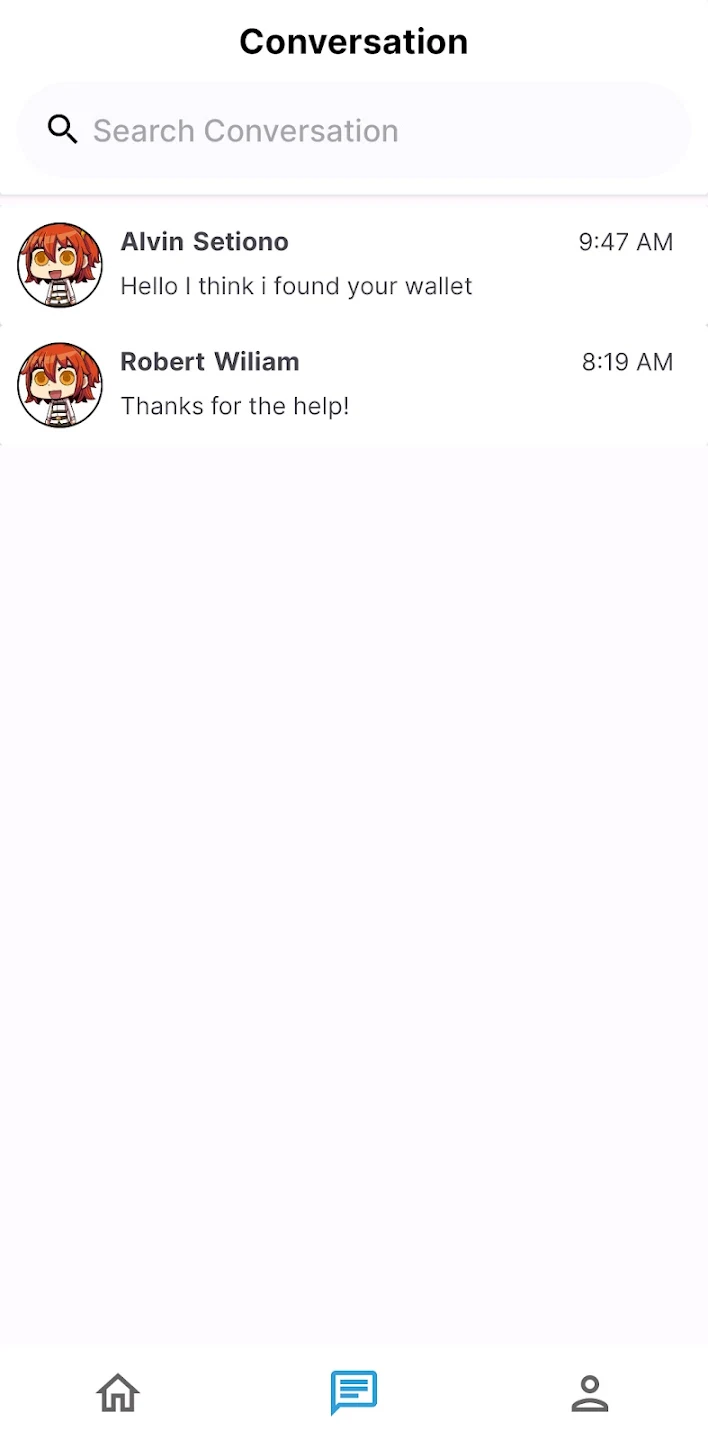 Conversation
Search Conversation
Alvin Setiono
9:47 AM
Hello I think i found your wallet
Robert Wiliam
8:19 AM
Thanks for the help!